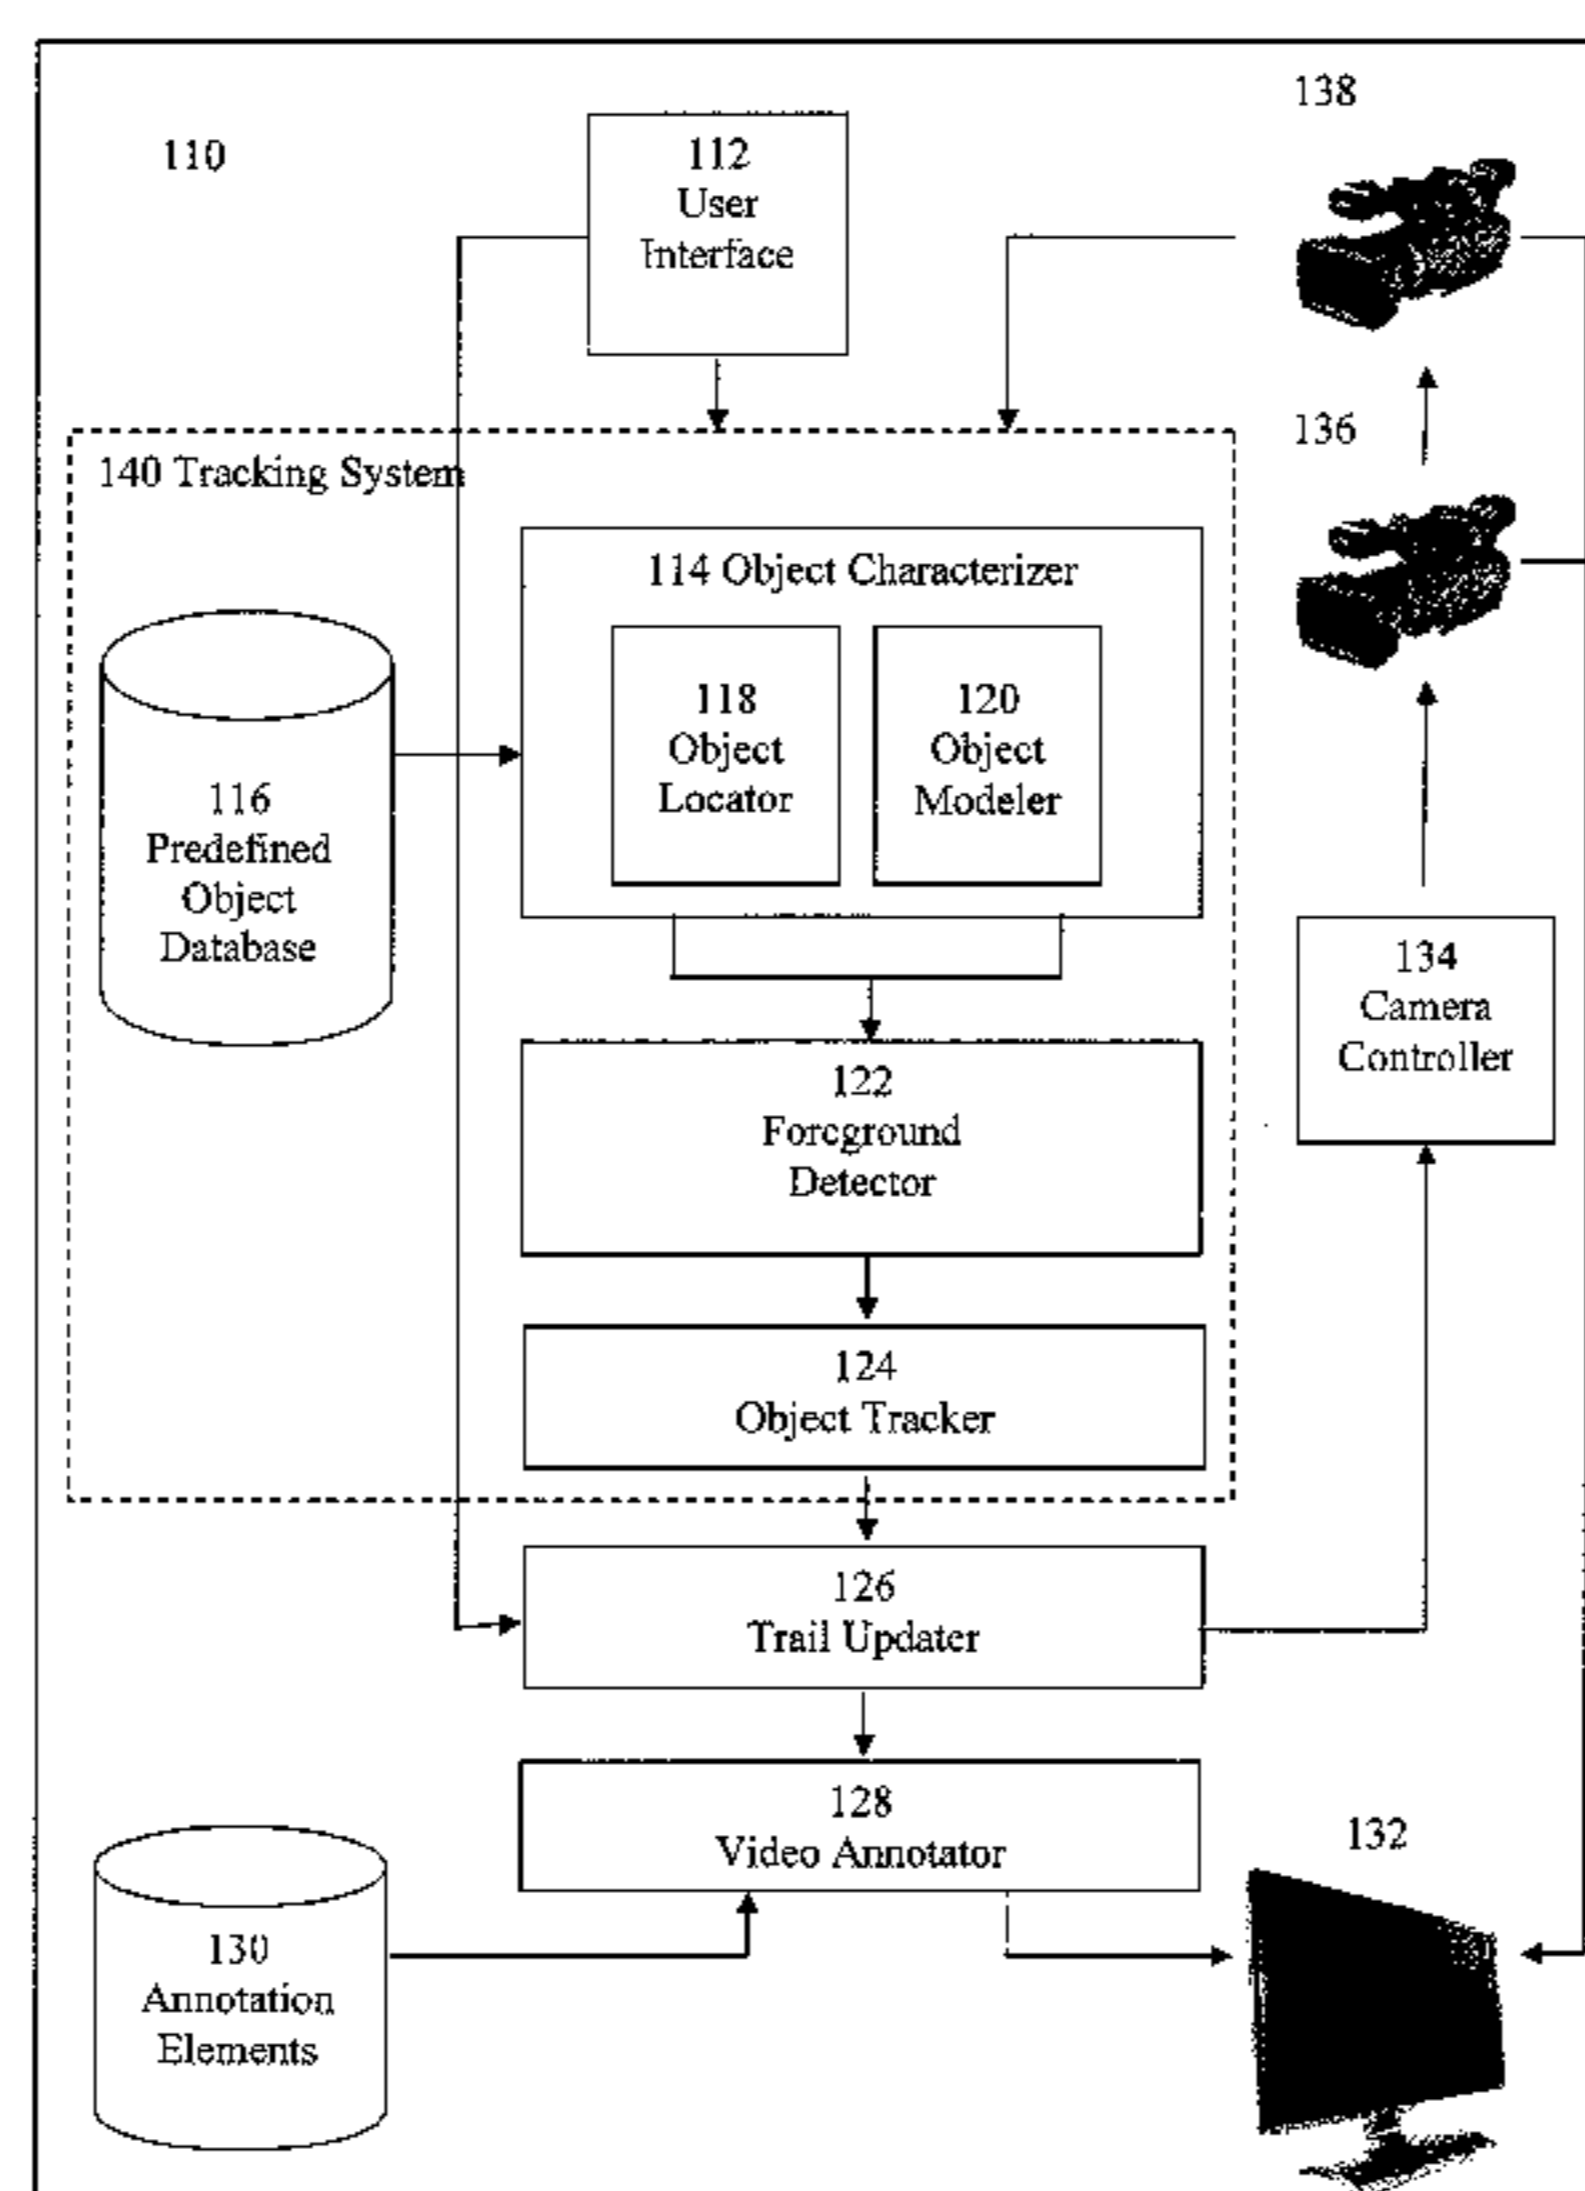 138
110
112
User
Interface
136
140 Tracking System
114 Object Characterizer
118
Object
Locator
120
Object
Modeler
116
Predefined
Object
Database
134
Camera
Controller
122
Foreground
Detector
124
Object Tracker
126
Trail Updater
128
Video Annotator
132
130
Annotation
Elements